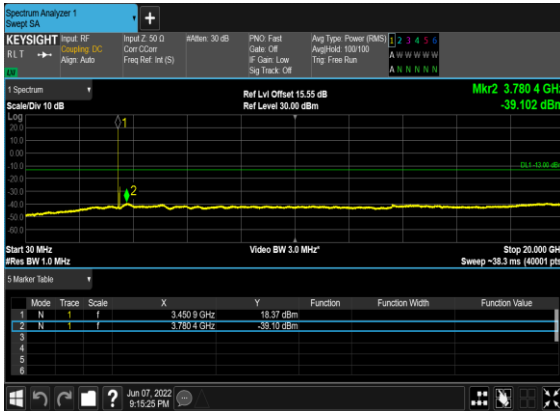 Spectrum Analyzer 1
Swept SA
KEYSIGHT Input: RF Input Z: 50 Ω #Atten: 30 dB PNO: Fast Avg Type: Power (RMS) 1 2 3 4 5 6
RLT Coupling: DC Corr CCorr Gate: Off Avg|Hold: 100/100 A W W W W W
Align: Auto Freq Ref: Int (S) IF Gain: Low Trig: Free Run
Sig Track: Off A N N N N N
LW
1 Spectrum Ref Lvl Offset 15.55 dB Mkr2 3.780 4 GHz
Scale/Div 10 dB Ref Level 30.00 dBm -39.102 dBm
Log
1
20.0
10.0
0.00
-10.0
DL1 -13.00 dBm
-20.0
-30.0
2
-40.0
-50.0
-60.0
Start 30 MHz Video BW 3.0 MHz* Stop 20.000 GHz
#Res BW 1.0 MHz Sweep ~38.3 ms (40001 pts)
5 Marker Table
Mode Trace Scale X Y Function Function Width Function Value
1 N 1 f 3.450 9 GHz 18.37 dBm
2 N 1 f 3.780 4 GHz -39.10 dBm
3
4
5
6
Jun 07, 2022
9:15:25 PM